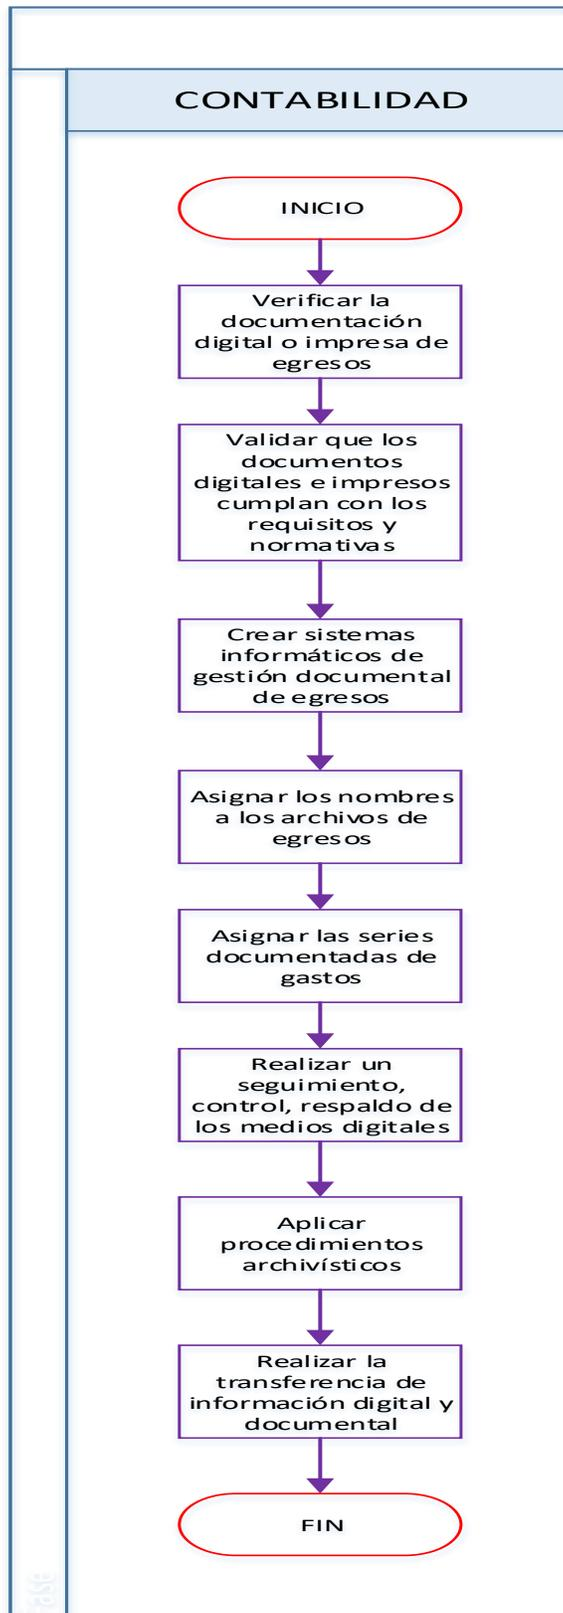 CONTABILIDAD
INICIO
Verificar la
documentación
digital o impresa de
egresos
Validar que los
documentos
digitales e impresos
cumplan con los
requisitos y
normativas
Crear sistemas
informáticos de
gestión documental
de egresos
Asignar los nombres
a los archivos de
egresos
Asignar las series
documentadas de
gastos
Realizar un
seguimiento,
control, respaldo de
los medios digitales
Aplicar
procedimientos
archivísticos
Realizar la
transferencia de
información digital y
documental
FIN
Fase